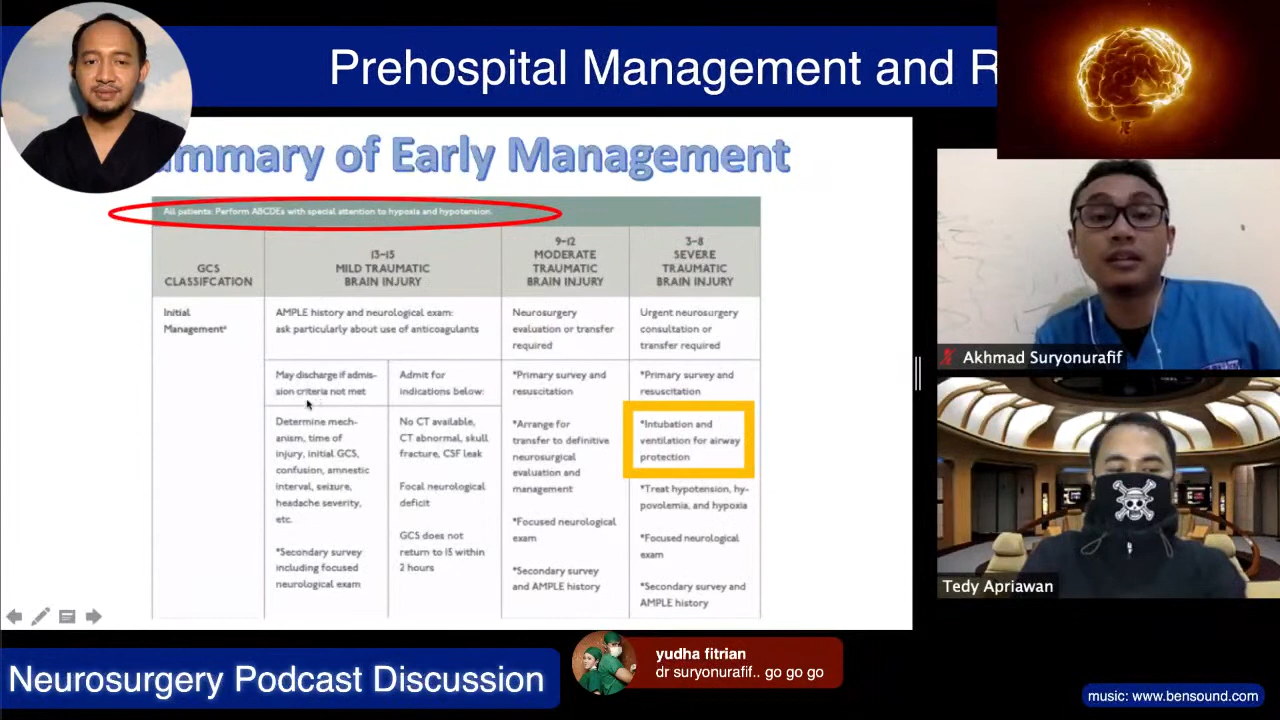 Prehospital Management and R
mmary of Early Management
All patients: Perform ABCDEs with special attention to hypoxia and hypotension.
GCS
CLASSIFCATION
13–15
MILD TRAUMATIC
BRAIN INJURY
9–12
MODERATE
TRAUMATIC
BRAIN INJURY
3–8
SEVERE
TRAUMATIC
BRAIN INJURY
Initial
Managementᵃ
AMPLE history and neurological exam:
ask particularly about use of anticoagulants
Neurosurgery
evaluation or transfer
required
Urgent neurosurgery
consultation or
transfer required
May discharge if admis-
sion criteria not met
Admit for
indications below:
*Primary survey and
resuscitation
*Primary survey and
resuscitation
Determine mech-
anism, time of
injury, initial GCS,
confusion, amnestic
interval, seizure,
headache severity,
etc.
*Secondary survey
including focused
neurological exam
No CT available,
CT abnormal, skull
fracture, CSF leak
Focal neurological
deficit
GCS does not
return to 15 within
2 hours
*Arrange for
transfer to definitive
neurosurgical
evaluation and
management
*Focused neurological
exam
*Secondary survey
and AMPLE history
*Intubation and
ventilation for airway
protection
*Treat hypotension, hy-
povolemia, and hypoxia
*Focused neurological
exam
*Secondary survey and
AMPLE history
Akhmad Suryonurafif
Tedy Apriawan
Neurosurgery Podcast Discussion
yudha fitrian
dr suryonurafif.. go go go
music: www.bensound.com